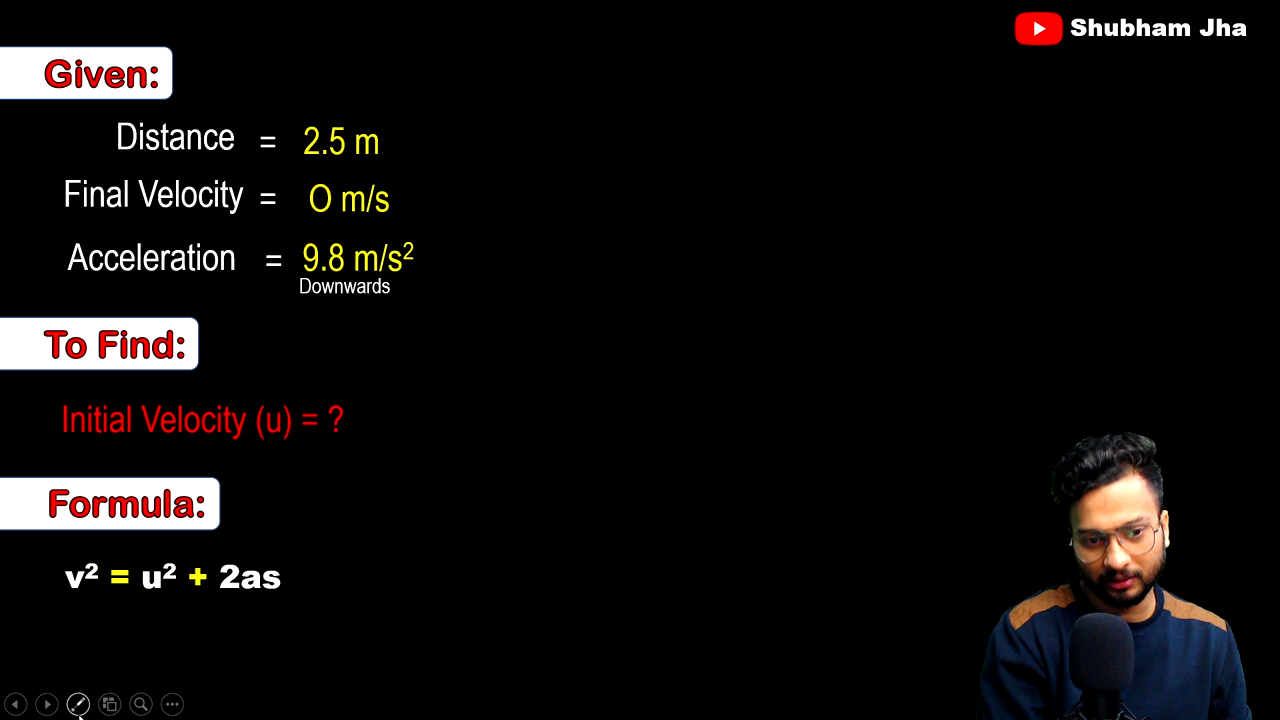 Shubham Jha
Given:
Distance = 2.5 m
Final Velocity = O m/s
Acceleration = 9.8 m/s²
Downwards
To Find:
Initial Velocity (u) = ?
Formula:
v² = u² + 2as